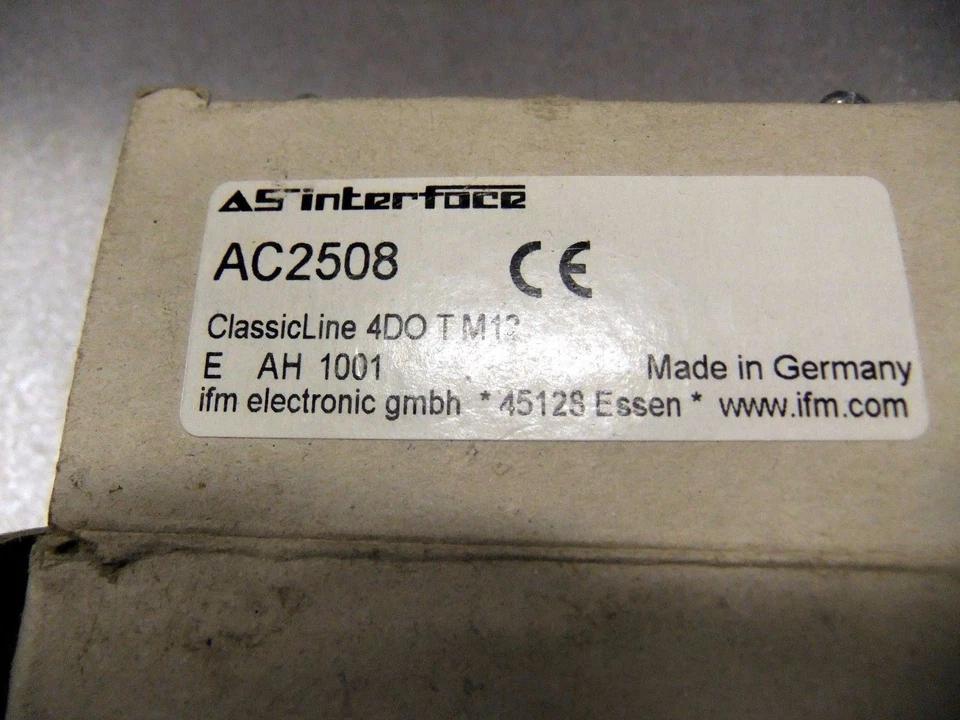 AS interface
AC2508 CE
ClassicLine 4DO T M12
E AH 1001 Made in Germany
ifm electronic gmbh * 45128 Essen * www.ifm.com